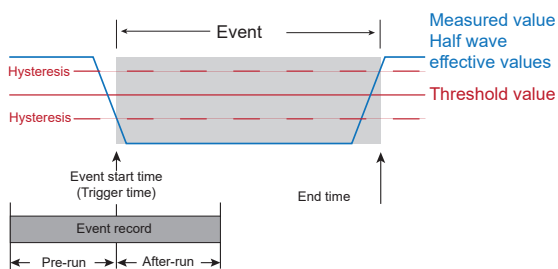 Event
Measured value
Half wave
effective values
Hysteresis
Threshold value
Hysteresis
Event start time
(Trigger time)
End time
Event record
Pre-run
After-run